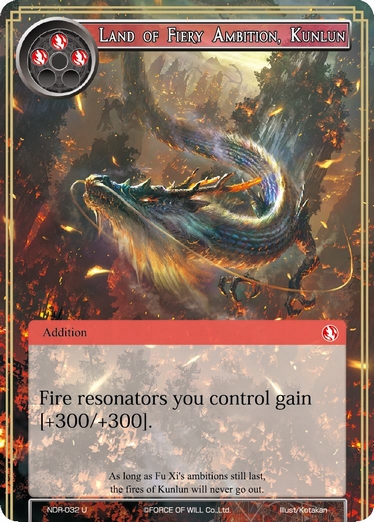 Land of Fiery Ambition, Kunlun
Addition
Fire resonators you control gain
[+300/+300].
As long as Fu Xi's ambitions still last,
the fires of Kunlun will never go out.
NDR-032 U ©FORCE OF WILL Co.,Ltd. Illust/Ketakan